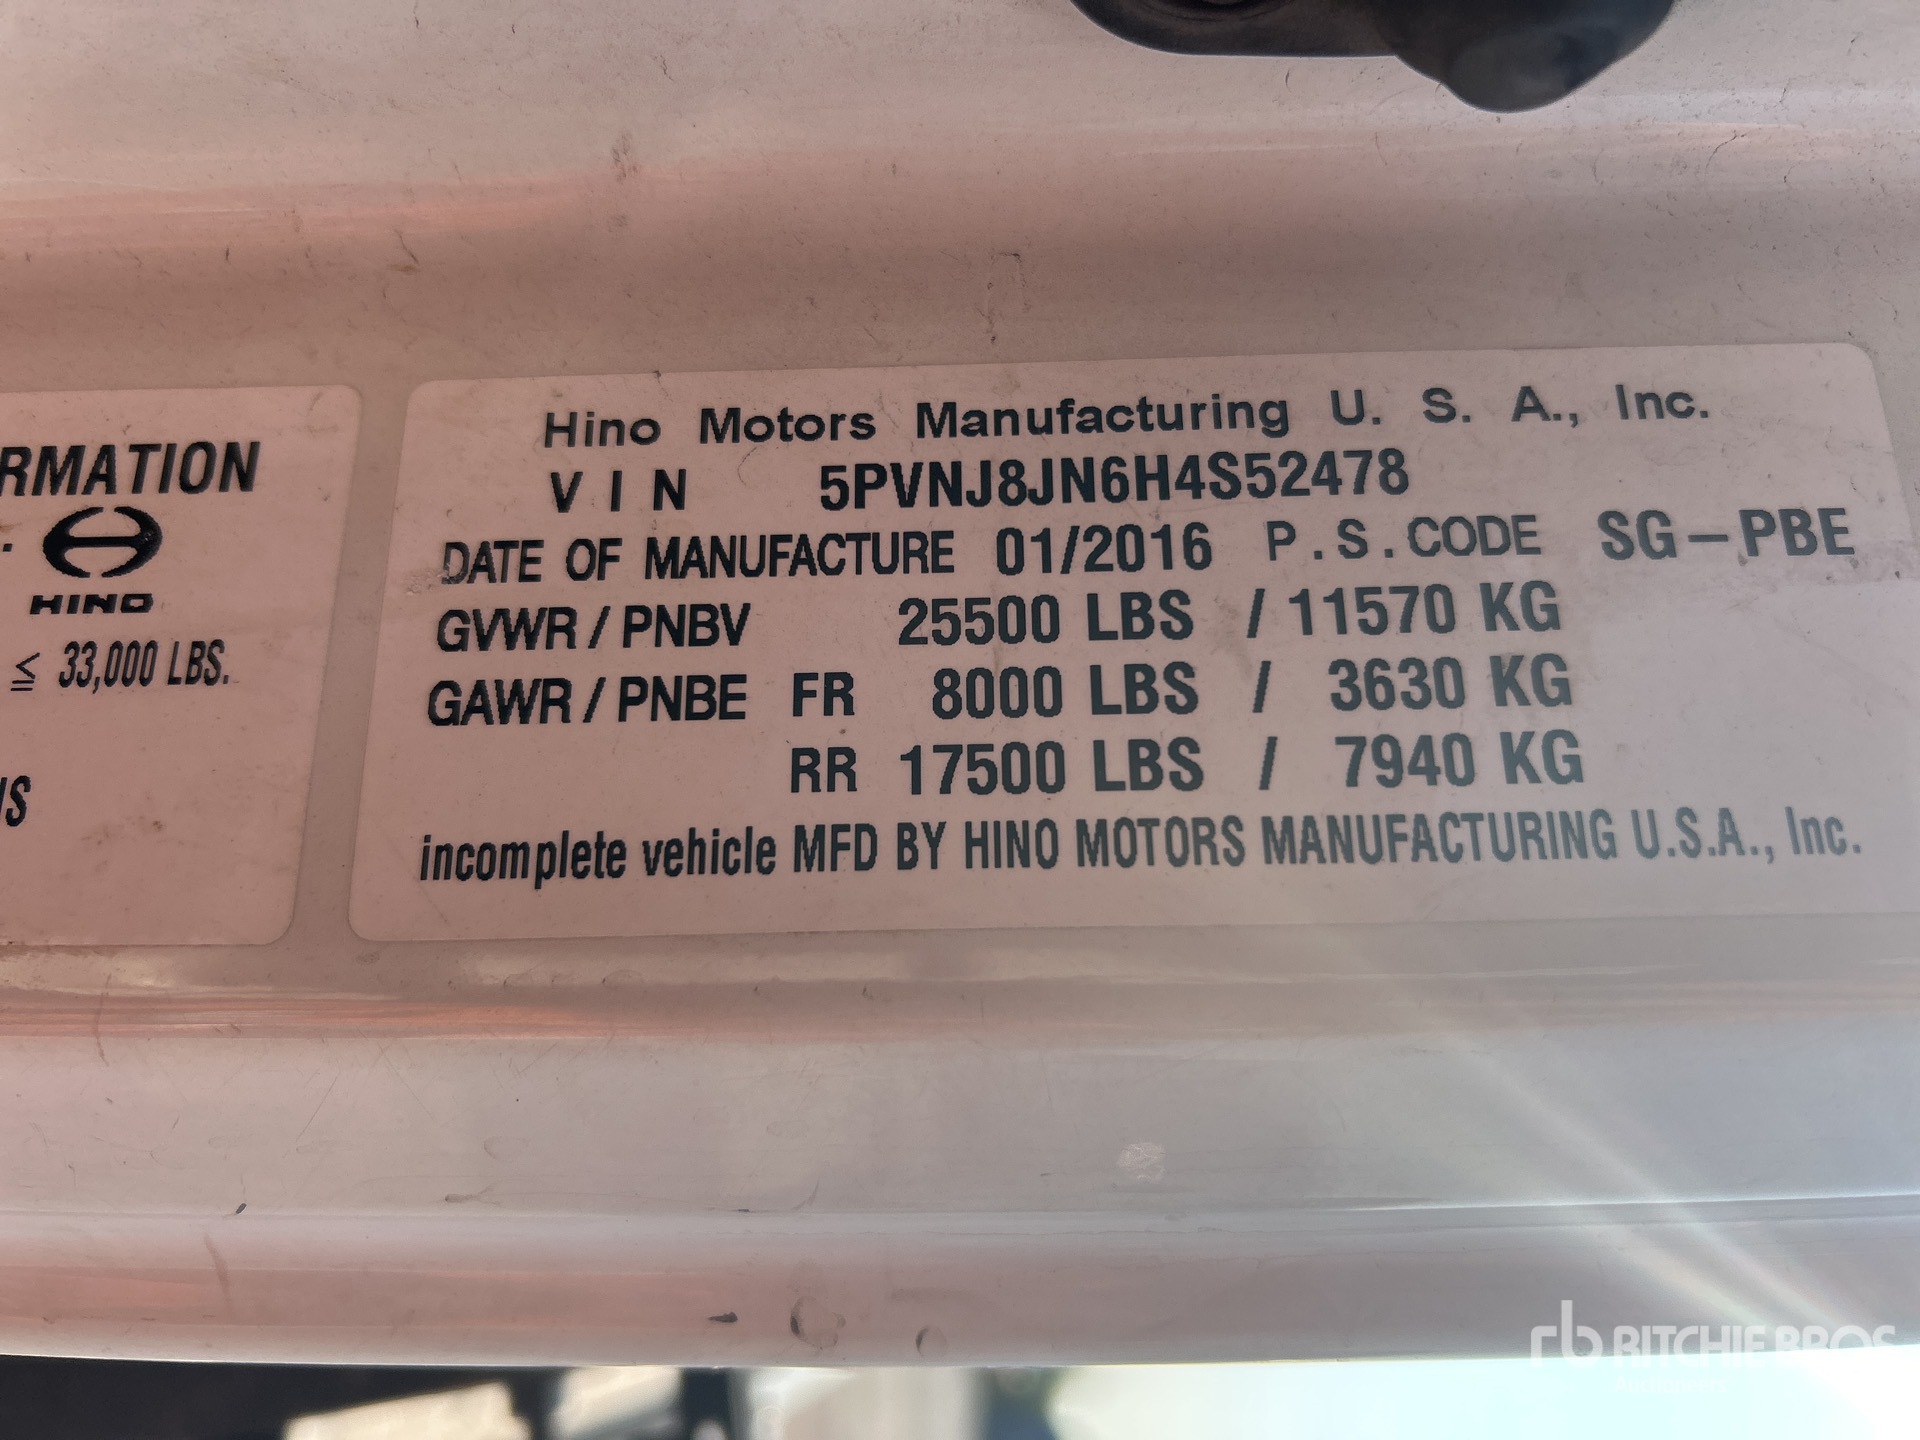 RMATION
HINO
≦ 33,000 LBS.
Hino Motors Manufacturing U. S. A., Inc.
V I N 5PVNJ8JN6H4S52478
DATE OF MANUFACTURE 01/2016 P.S.CODE SG-PBE
GVWR / PNBV 25500 LBS / 11570 KG
GAWR / PNBE FR 8000 LBS / 3630 KG
RR 17500 LBS / 7940 KG
incomplete vehicle MFD BY HINO MOTORS MANUFACTURING U.S.A., Inc.
rb RITCHIE BROS
Auctioneers